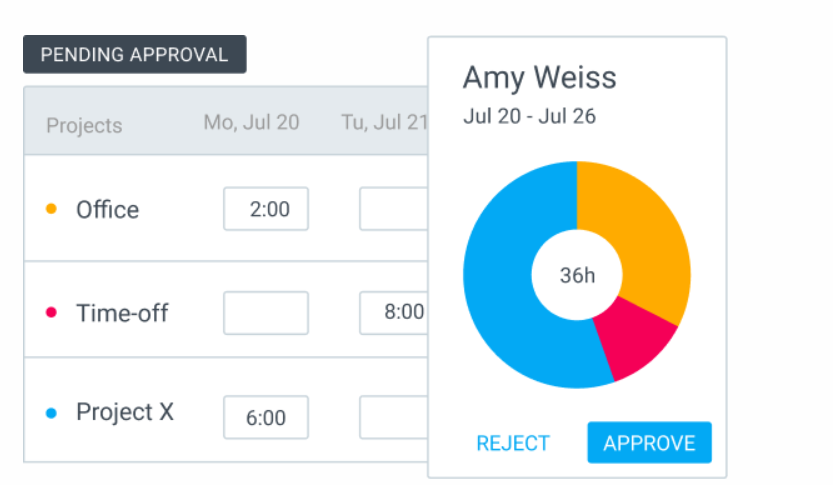 PENDING APPROVAL
Projects Mo, Jul 20 Tu, Jul 21
Office 2:00
Time-off 8:00
Project X 6:00
Amy Weiss
Jul 20 - Jul 26
36h
REJECT APPROVE